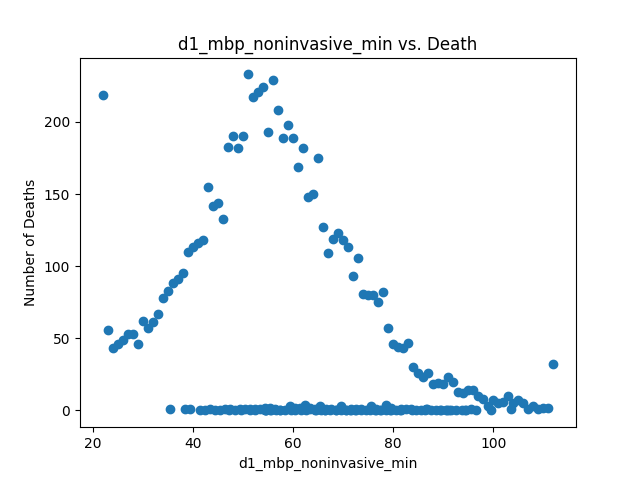 d1_mbp_noninvasive_min vs. Death
Number of Deaths
200
150
100
50
0
20 40 60 80 100
d1_mbp_noninvasive_min